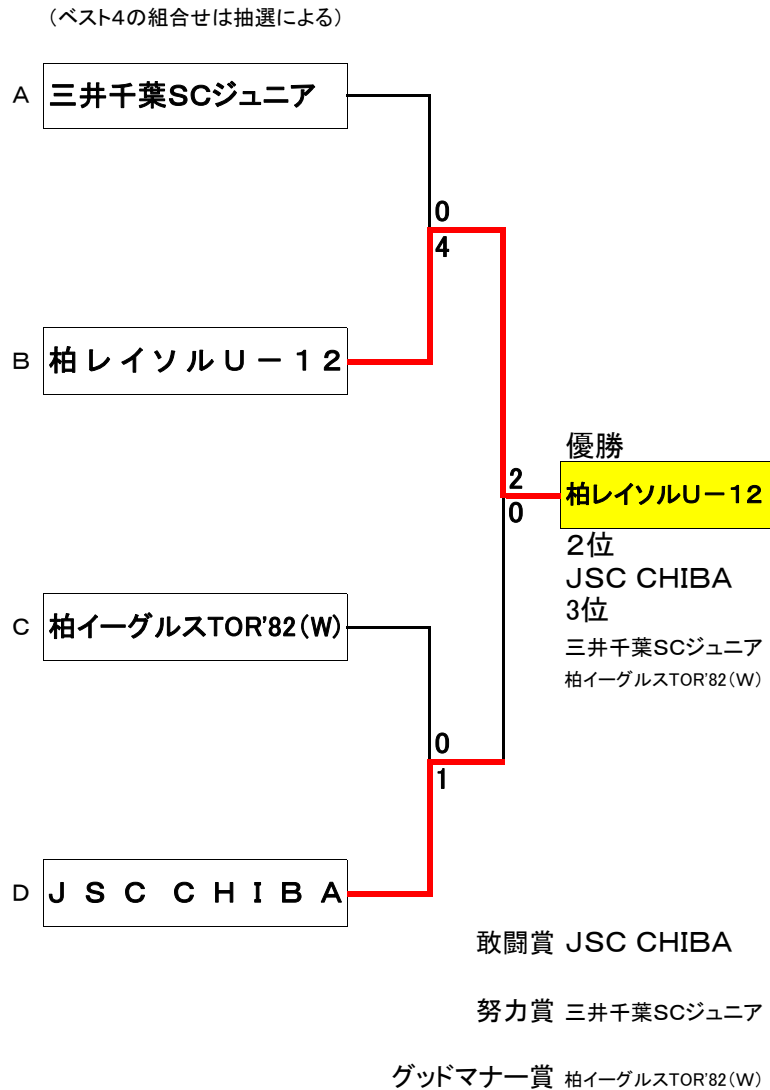 （ベスト4の組合せは抽選による）
A 三井千葉SCジュニア
0
4
B 柏レイソルU－12
優勝
2
柏レイソルU－12
0
2位
JSC CHIBA
3位
C 柏イーグルスTOR'82（W）
三井千葉SCジュニア
柏イーグルスTOR'82（W）
0
1
D JSC CHIBA
敢闘賞 JSC CHIBA
努力賞 三井千葉SCジュニア
グッドマナー賞 柏イーグルスTOR'82（W）